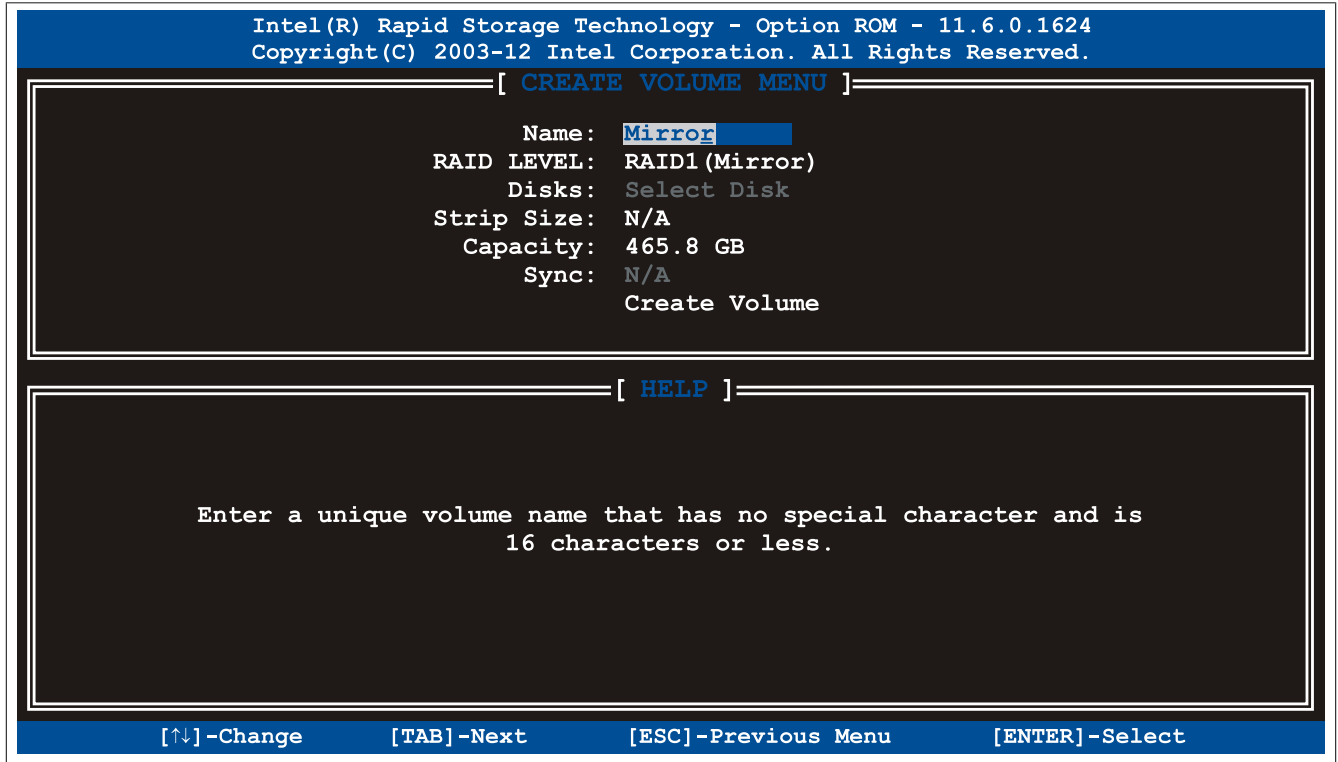 Intel(R) Rapid Storage Technology - Option ROM - 11.6.0.1624
Copyright(C) 2003-12 Intel Corporation. All Rights Reserved.
[ CREATE VOLUME MENU ]
Name: Mirror
RAID LEVEL: RAID1(Mirror)
Disks: Select Disk
Strip Size: N/A
Capacity: 465.8 GB
Sync: N/A
Create Volume
[ HELP ]
Enter a unique volume name that has no special character and is
16 characters or less.
[↑↓]-Change [TAB]-Next [ESC]-Previous Menu [ENTER]-Select